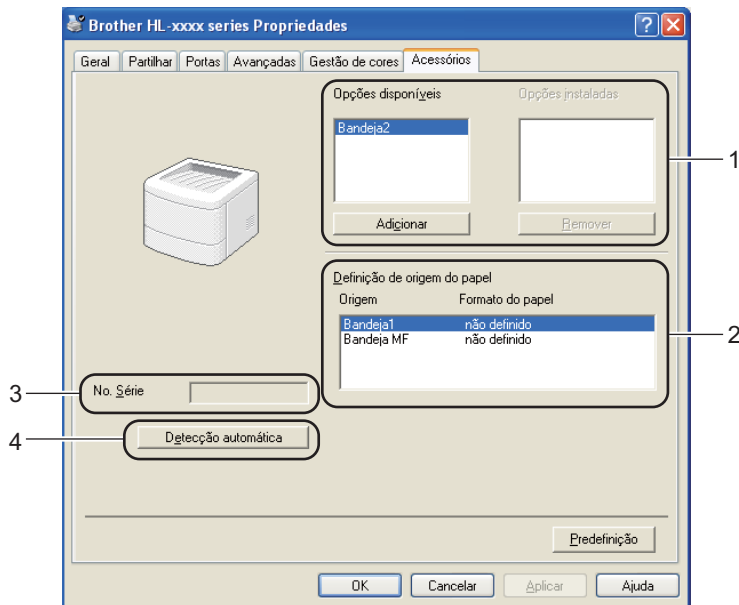 Brother HL-xxxx series Propriedades
Geral Partilhar Portas Avançadas Gestão de cores Acessórios
Opções disponíveis Opções instaladas
Bandeja2
1
Adicionar Remover
Definição de origem do papel
Origem Formato do papel
Bandeja1 não definido
Bandeja MF não definido
2
3 No. Série
4 Detecção automática
Predefinição
OK Cancelar Aplicar Ajuda